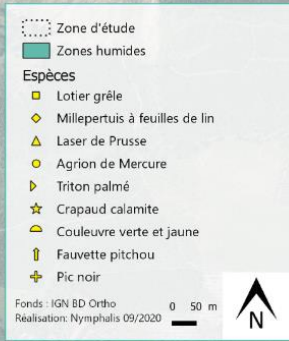 Zone d'étude
Zones humides
Espèces
Lotier grêle
Millepertuis à feuilles de lin
Laser de Prusse
Agrion de Mercure
Triton palmé
Crapaud calamite
Couleuvre verte et jaune
Fauvette pitchou
Pic noir
Fonds : IGN BD Ortho
Réalisation: Nymphalis 09/2020
0 50 m
N